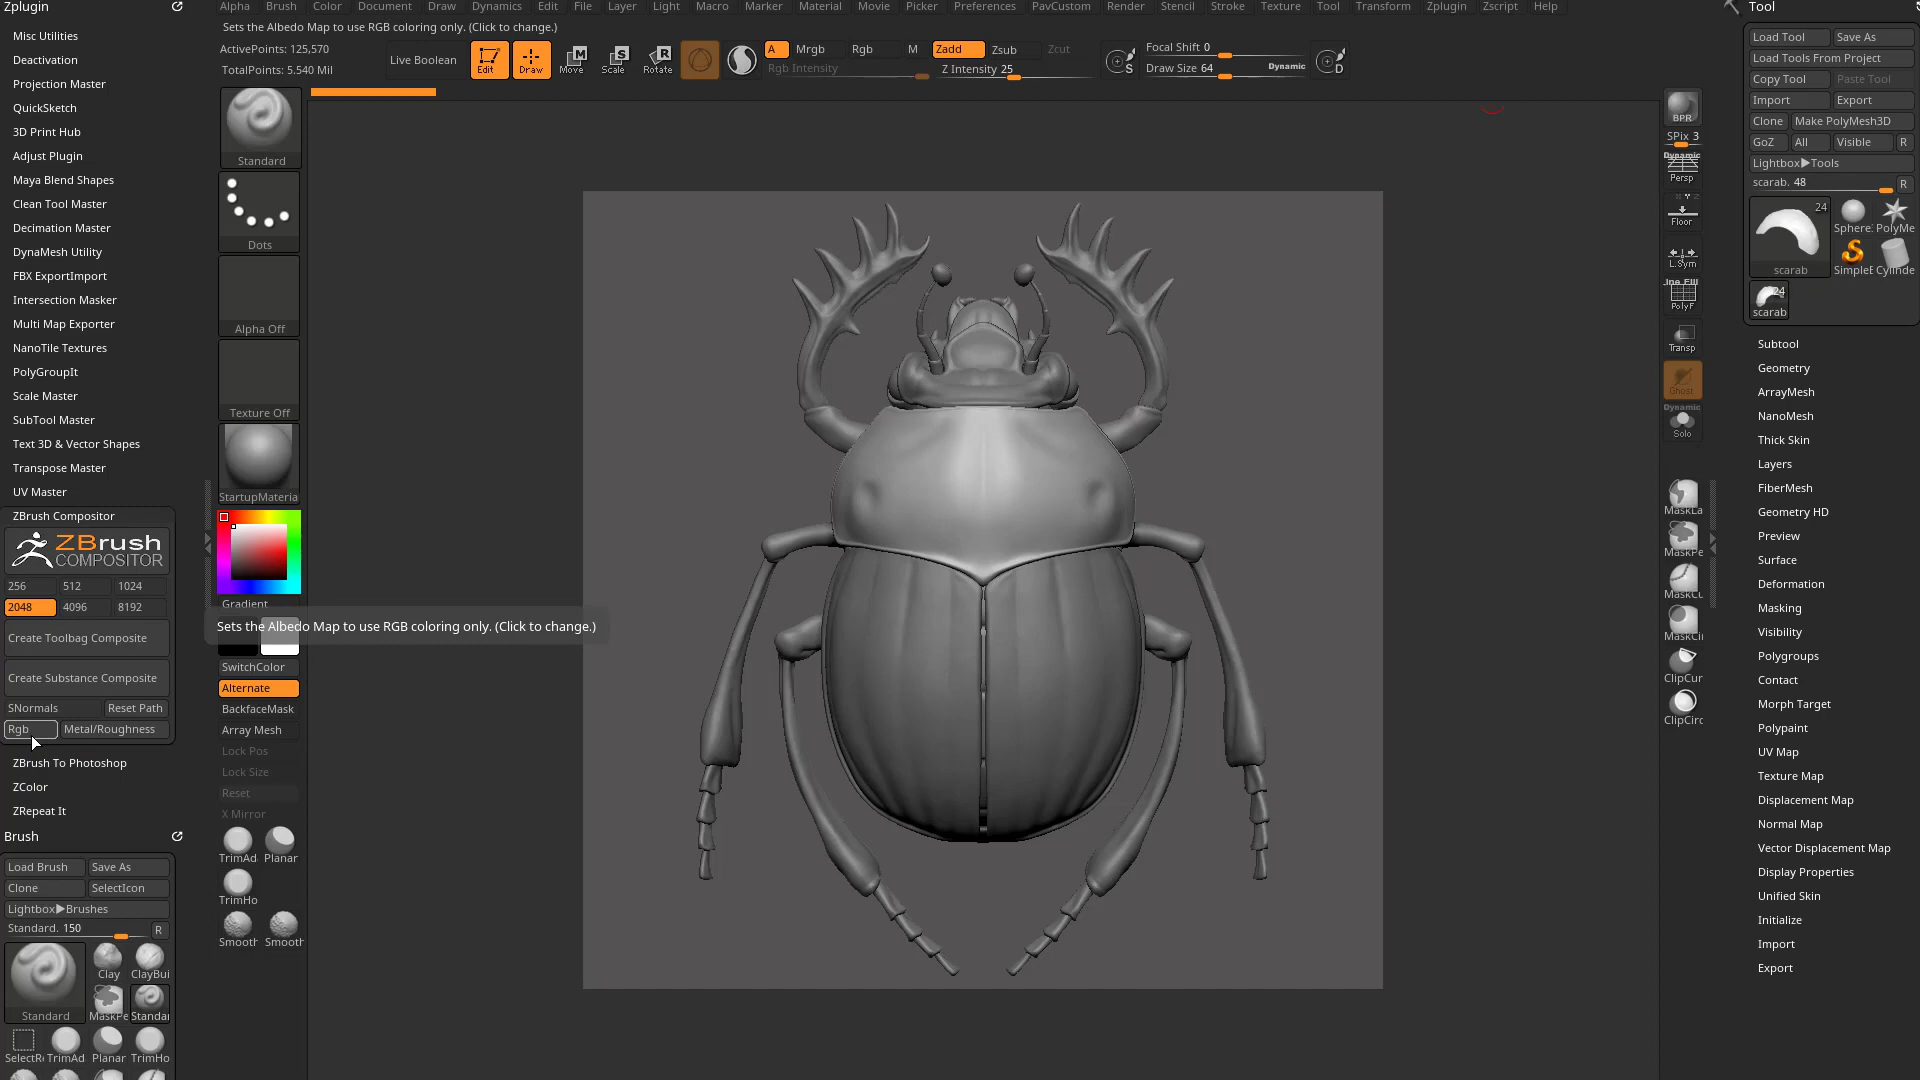 Zplugin
Alpha Brush Color Document Draw Dynamics Edit File Layer Light Macro Marker Material Movie Picker Preferences PavCustom Render Stencil Stroke Texture Tool Transform Zplugin Zscript Help
Tool
Sets the Albedo Map to use RGB coloring only. (Click to change.)
ActivePoints: 125,570
TotalPoints: 5.540 Mil
Live Boolean
Edit
Draw
Move
Scale
Rotate
A Mrgb Rgb M Zadd Zsub Zcut
Rgb Intensity
Z Intensity 25
Focal Shift 0
Draw Size 64
Dynamic
S
D
Misc Utilities
Deactivation
Projection Master
QuickSketch
3D Print Hub
Adjust Plugin
Maya Blend Shapes
Clean Tool Master
Decimation Master
DynaMesh Utility
FBX ExportImport
Intersection Masker
Multi Map Exporter
NanoTile Textures
PolyGroupIt
Scale Master
SubTool Master
Text 3D & Vector Shapes
Transpose Master
UV Master
ZBrush Compositor
ZBrush
COMPOSITOR
256 512 1024
2048 4096 8192
Create Toolbag Composite
Create Substance Composite
SNormals Reset Path
Rgb Metal/Roughness
ZBrush To Photoshop
ZColor
ZRepeat It
Brush
Load Brush Save As
Clone SelectIcon
Lightbox▶Brushes
Standard. 150 R
Standard
Clay ClayBui
MaskPe Standar
SelectR TrimAd Planar TrimHo
Standard
Dots
Alpha Off
Texture Off
StartupMateria
Gradient
Sets the Albedo Map to use RGB coloring only. (Click to change.)
SwitchColor
Alternate
BackfaceMask
Array Mesh
Lock Pos
Lock Size
Reset
X Mirror
TrimAd Planar
TrimHo
Smooth Smooth
BPR
SPix 3
Dynamic
Persp
Floor
L.Sym
Line Fill
PolyF
Transp
Ghost
Dynamic
Solo
MaskLa
MaskPe
MaskCu
MaskCir
ClipCur
ClipCirc
Load Tool Save As
Load Tools From Project
Copy Tool Paste Tool
Import Export
Clone Make PolyMesh3D
GoZ All Visible R
Lightbox▶Tools
scarab. 48 R
24
scarab
Sphere PolyMe
SimpleB Cylinde
24
scarab
Subtool
Geometry
ArrayMesh
NanoMesh
Thick Skin
Layers
FiberMesh
Geometry HD
Preview
Surface
Deformation
Masking
Visibility
Polygroups
Contact
Morph Target
Polypaint
UV Map
Texture Map
Displacement Map
Normal Map
Vector Displacement Map
Display Properties
Unified Skin
Initialize
Import
Export